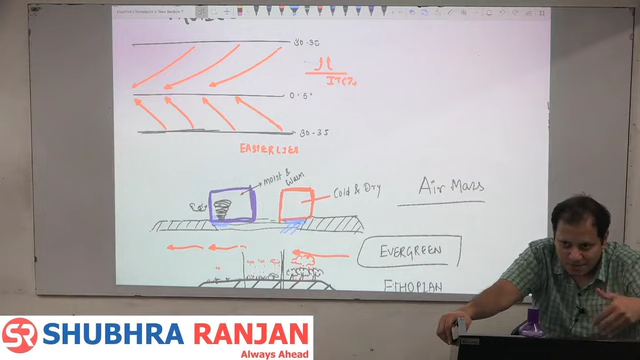 30-35
ITCZ
0-5°
30-35
EASTERLIES
Moist &
Warm
Cold & Dry
Air Mass
EVERGREEN
ETHOPIAN
SR
SHUBHRA RANJAN
Always Ahead